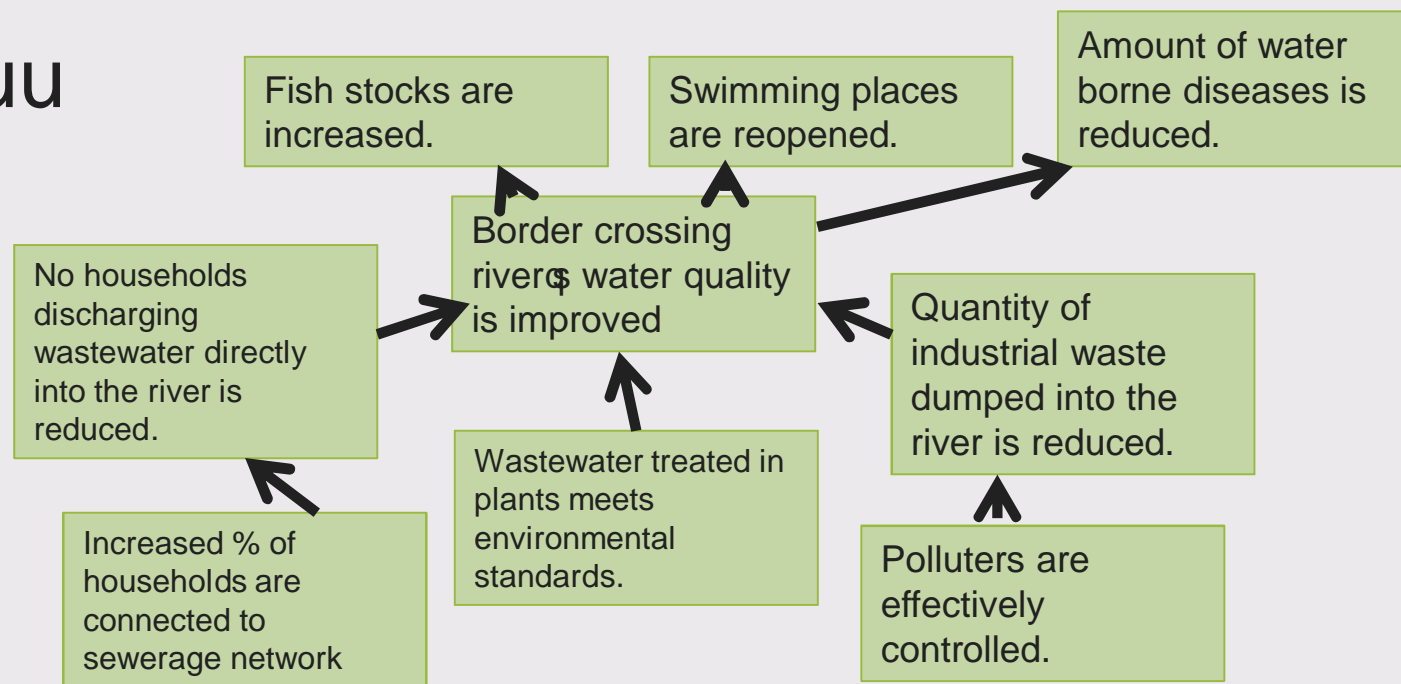 uu
Fish stocks are
increased.
Swimming places
are reopened.
Amount of water
borne diseases is
reduced.
Border crossing
riverqs water quality
is improved
No households
discharging
wastewater directly
into the river is
reduced.
Quantity of
industrial waste
dumped into the
river is reduced.
Wastewater treated in
plants meets
environmental
standards.
Increased % of
households are
connected to
sewerage network
Polluters are
effectively
controlled.